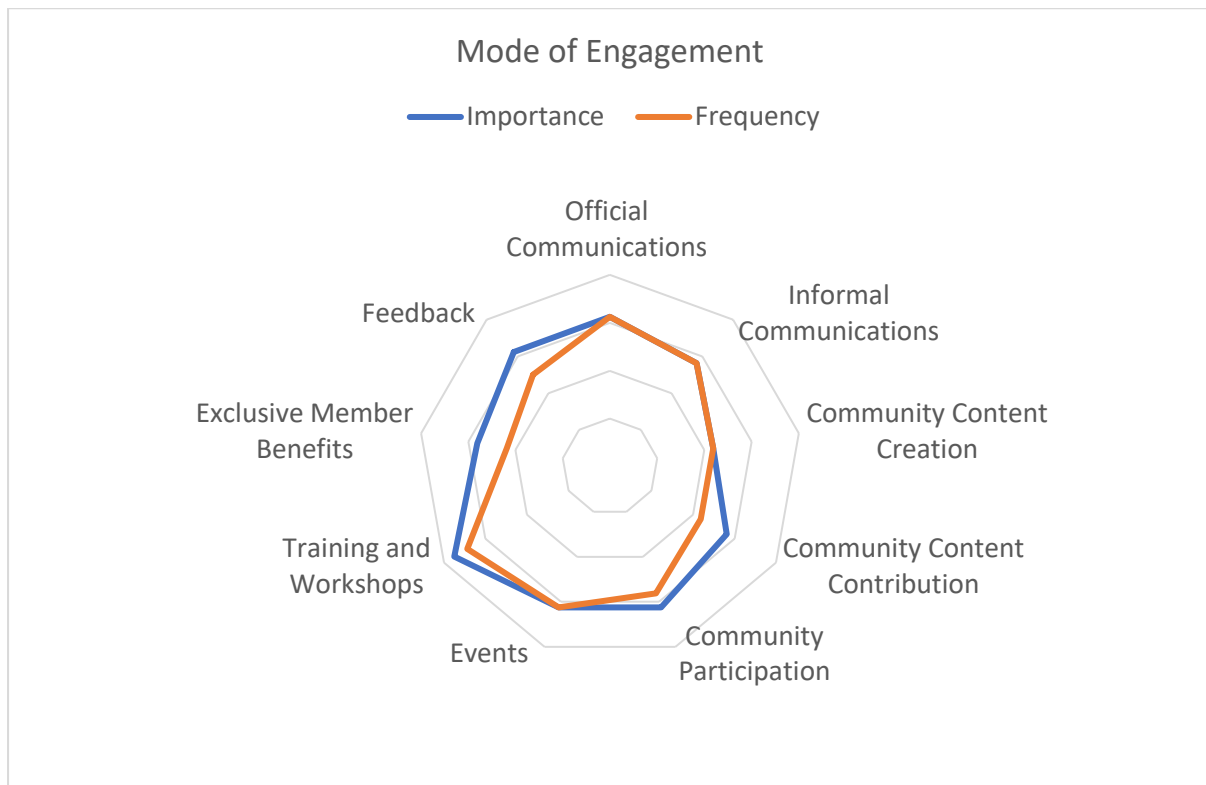 Mode of Engagement
Importance
Frequency
Official
Communications
Informal
Communications
Community Content
Creation
Community Content
Contribution
Community
Participation
Events
Training and
Workshops
Exclusive Member
Benefits
Feedback